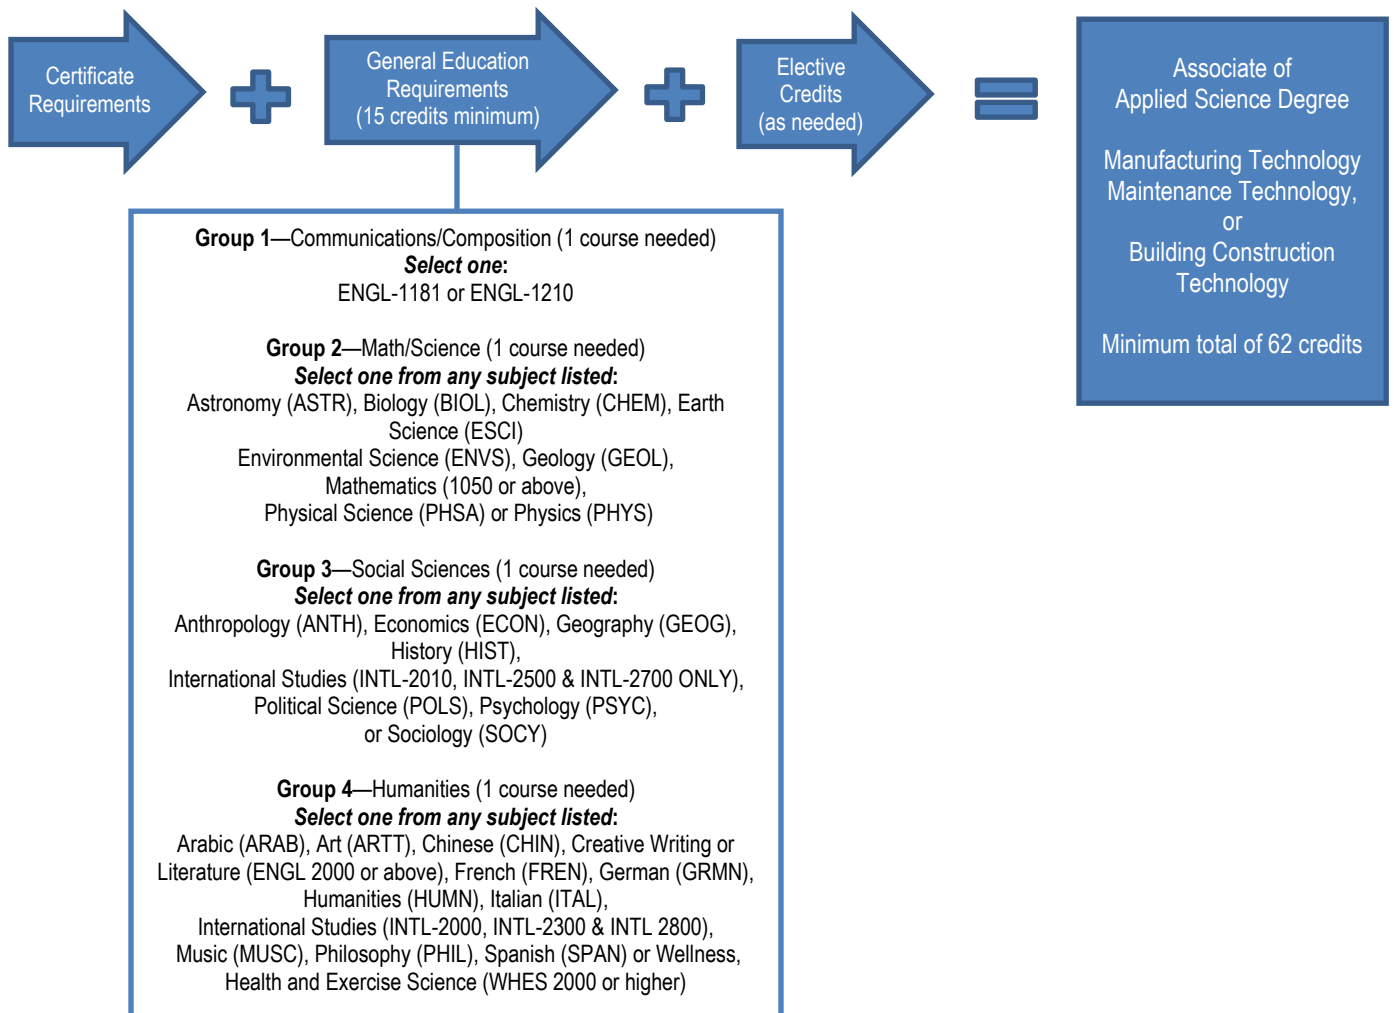 Certificate
Requirements
General Education
Requirements
(15 credits minimum)
Elective
Credits
(as needed)
Associate of
Applied Science Degree
Manufacturing Technology
Maintenance Technology,
or
Building Construction
Technology
Minimum total of 62 credits
Group 1—Communications/Composition (1 course needed)
Select one:
ENGL-1181 or ENGL-1210
Group 2—Math/Science (1 course needed)
Select one from any subject listed:
Astronomy (ASTR), Biology (BIOL), Chemistry (CHEM), Earth
Science (ESCI)
Environmental Science (ENVS), Geology (GEOL),
Mathematics (1050 or above),
Physical Science (PHSA) or Physics (PHYS)
Group 3—Social Sciences (1 course needed)
Select one from any subject listed:
Anthropology (ANTH), Economics (ECON), Geography (GEOG),
History (HIST),
International Studies (INTL-2010, INTL-2500 & INTL-2700 ONLY),
Political Science (POLS), Psychology (PSYC),
or Sociology (SOCY)
Group 4—Humanities (1 course needed)
Select one from any subject listed:
Arabic (ARAB), Art (ARTT), Chinese (CHIN), Creative Writing or
Literature (ENGL 2000 or above), French (FREN), German (GRMN),
Humanities (HUMN), Italian (ITAL),
International Studies (INTL-2000, INTL-2300 & INTL 2800),
Music (MUSC), Philosophy (PHIL), Spanish (SPAN) or Wellness,
Health and Exercise Science (WHES 2000 or higher)